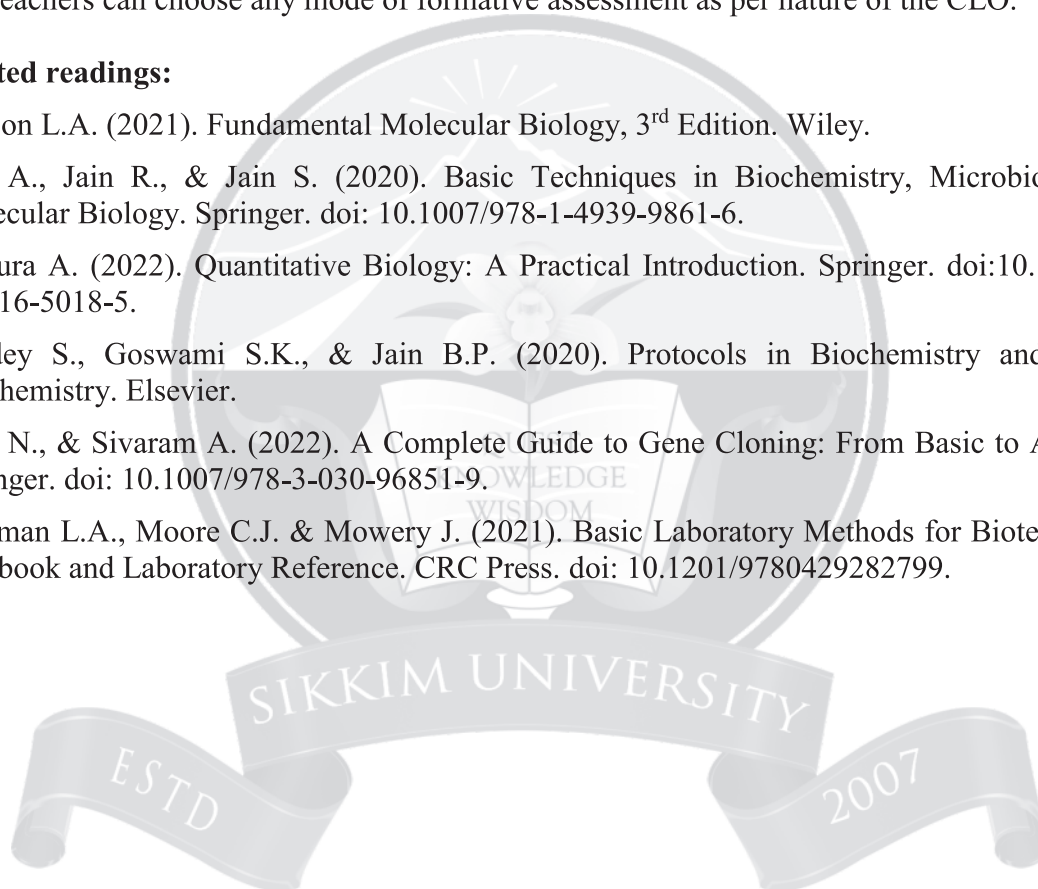 eachers can choose any mode of formative assessment as per nature of the CLO.
ted readings:
on L.A. (2021). Fundamental Molecular Biology, 3rd Edition. Wiley.
A., Jain R., & Jain S. (2020). Basic Techniques in Biochemistry, Microbio
ecular Biology. Springer. doi: 10.1007/978-1-4939-9861-6.
ura A. (2022). Quantitative Biology: A Practical Introduction. Springer. doi:10.
16-5018-5.
ley S., Goswami S.K., & Jain B.P. (2020). Protocols in Biochemistry and
hemistry. Elsevier.
N., & Sivaram A. (2022). A Complete Guide to Gene Cloning: From Basic to A
nger. doi: 10.1007/978-3-030-96851-9.
man L.A., Moore C.J. & Mowery J. (2021). Basic Laboratory Methods for Biote
book and Laboratory Reference. CRC Press. doi: 10.1201/9780429282799.
KNOWLEDGE
WISDOM
SIKKIM UNIVERSITY
ESTD
2007